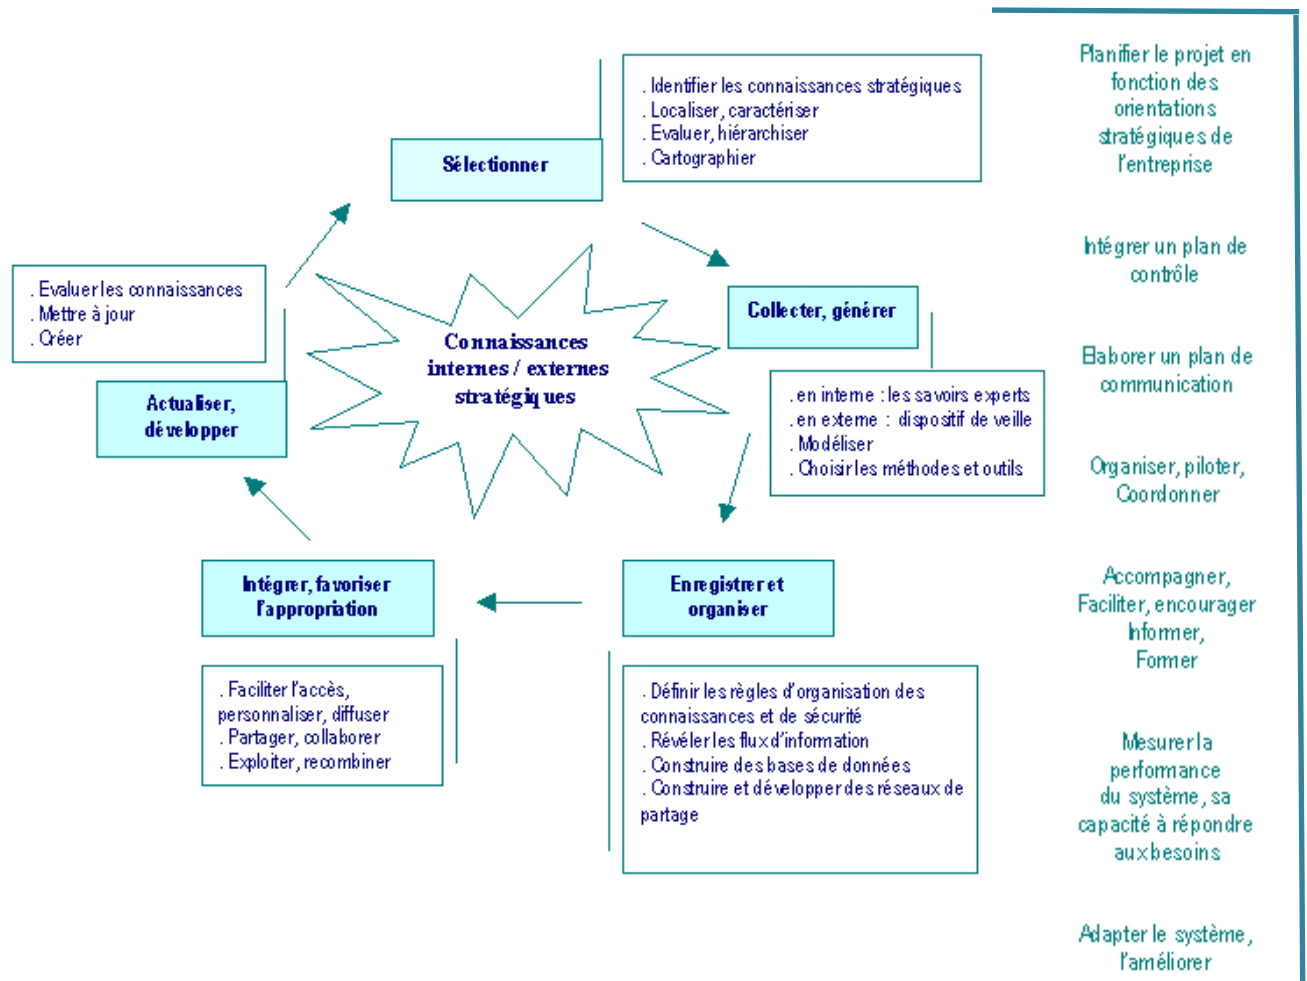 Sélectionner
. Identifier les connaissances stratégiques
. Localiser, caractériser
. Evaluer, hiérarchiser
. Cartographier
Collecter, générer
. en interne : les savoirs experts
. en externe : dispositif de veille
. Modéliser
. Choisir les méthodes et outils
Enregistrer et
organiser
. Définir les règles d'organisation des
connaissances et de sécurité
. Révéler les flux d'information
. Construire des bases de données
. Construire et développer des réseaux de
partage
Intégrer, favoriser
l'appropriation
. Faciliter l'accès,
personnaliser, diffuser
. Partager, collaborer
. Exploiter, recombiner
Actualiser,
développer
. Evaluer les connaissances
. Mettre à jour
. Créer
Connaissances
internes / externes
stratégiques
Planifier le projet en
fonction des
orientations
stratégiques de
l'entreprise
Intégrer un plan de
contrôle
Elaborer un plan de
communication
Organiser, piloter,
Coordonner
Accompagner,
Faciliter, encourager
Informer,
Former
Mesurer la
performance
du système, sa
capacité à répondre
aux besoins
Adapter le système,
l'améliorer